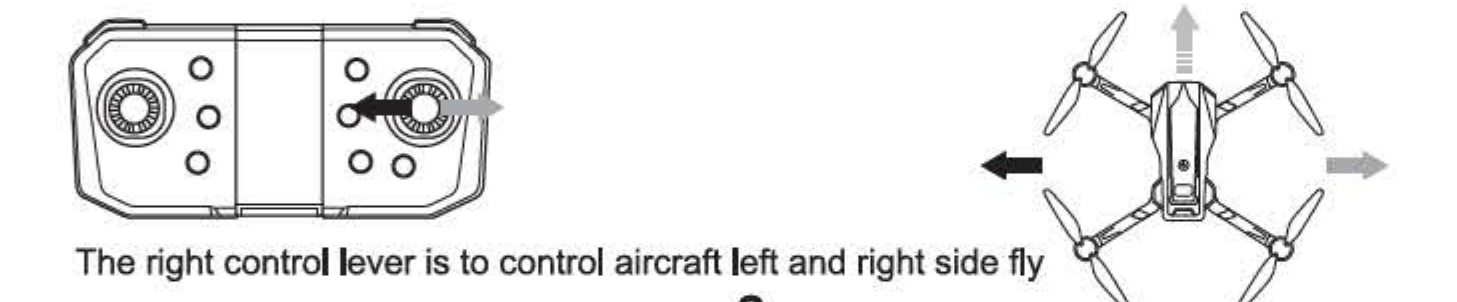 The right control lever is to control aircraft left and right side fly